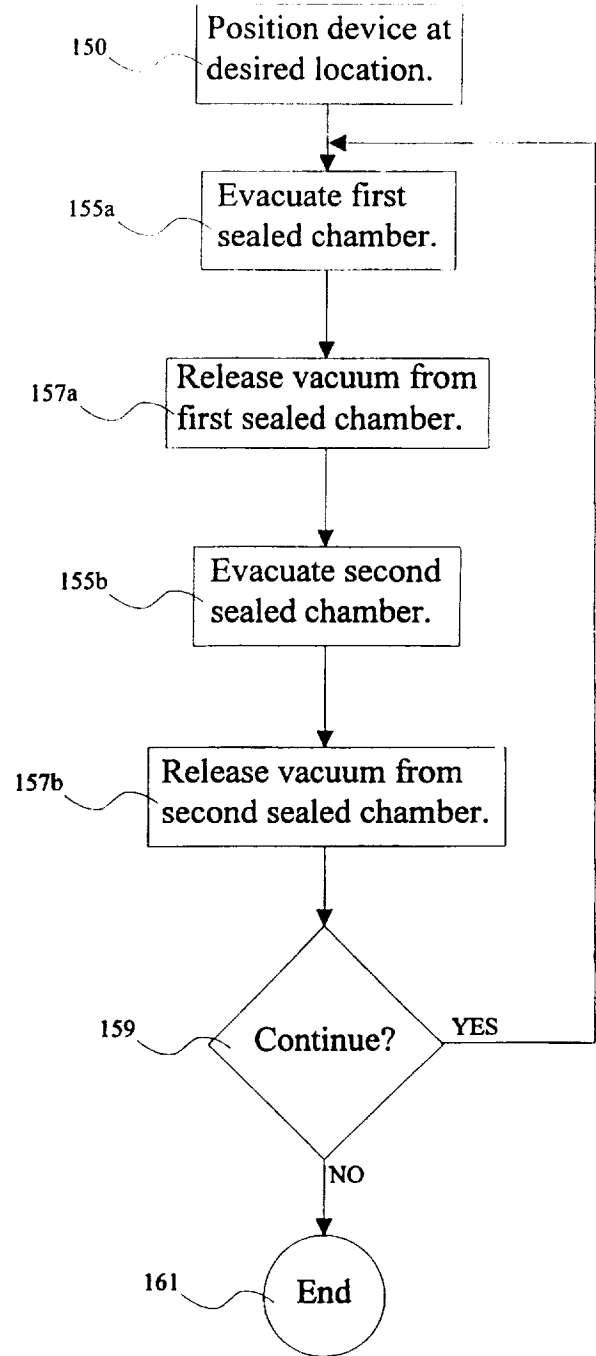 150
Position device at
desired location.
155a
Evacuate first
sealed chamber.
157a
Release vacuum from
first sealed chamber.
155b
Evacuate second
sealed chamber.
157b
Release vacuum from
second sealed chamber.
159
Continue?
YES
NO
161
End